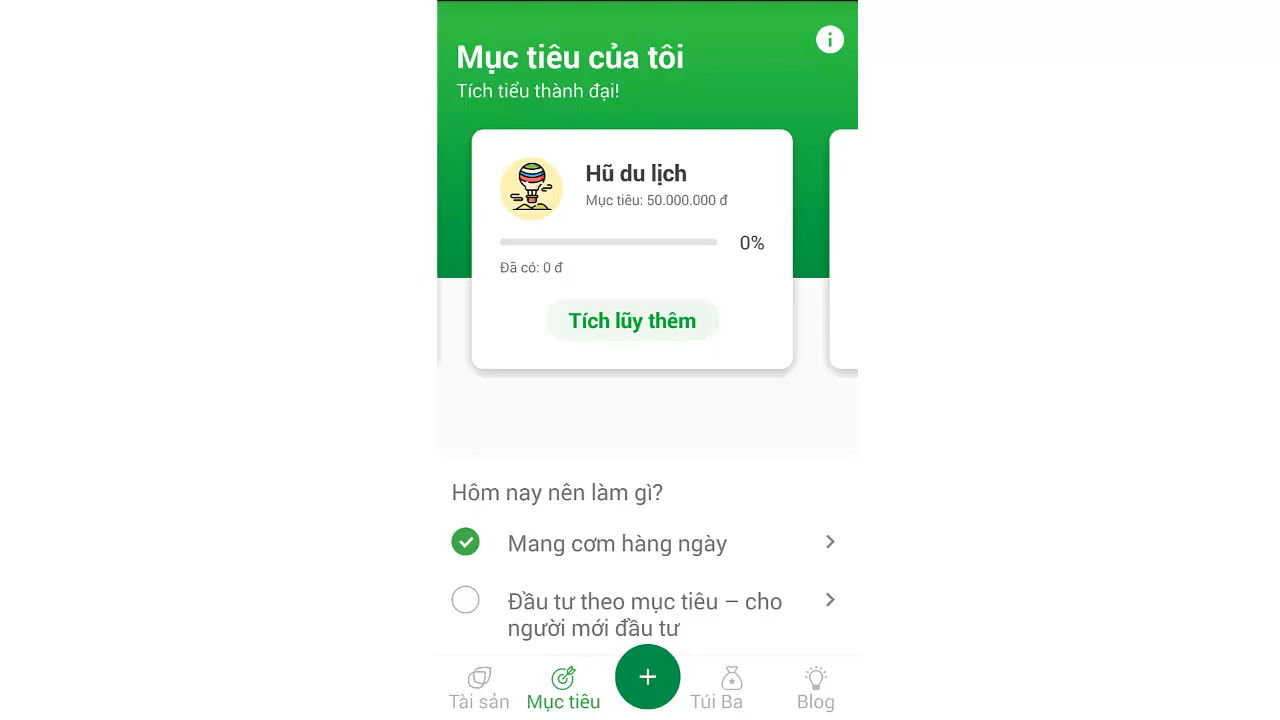 Mục tiêu của tôi
Tích tiểu thành đại!
Hũ du lịch
Mục tiêu: 50.000.000 đ
0%
Đã có: 0 đ
Tích lũy thêm
Hôm nay nên làm gì?
Mang cơm hàng ngày
Đầu tư theo mục tiêu – cho
người mới đầu tư
Tài sản
Mục tiêu
Túi Ba
Blog